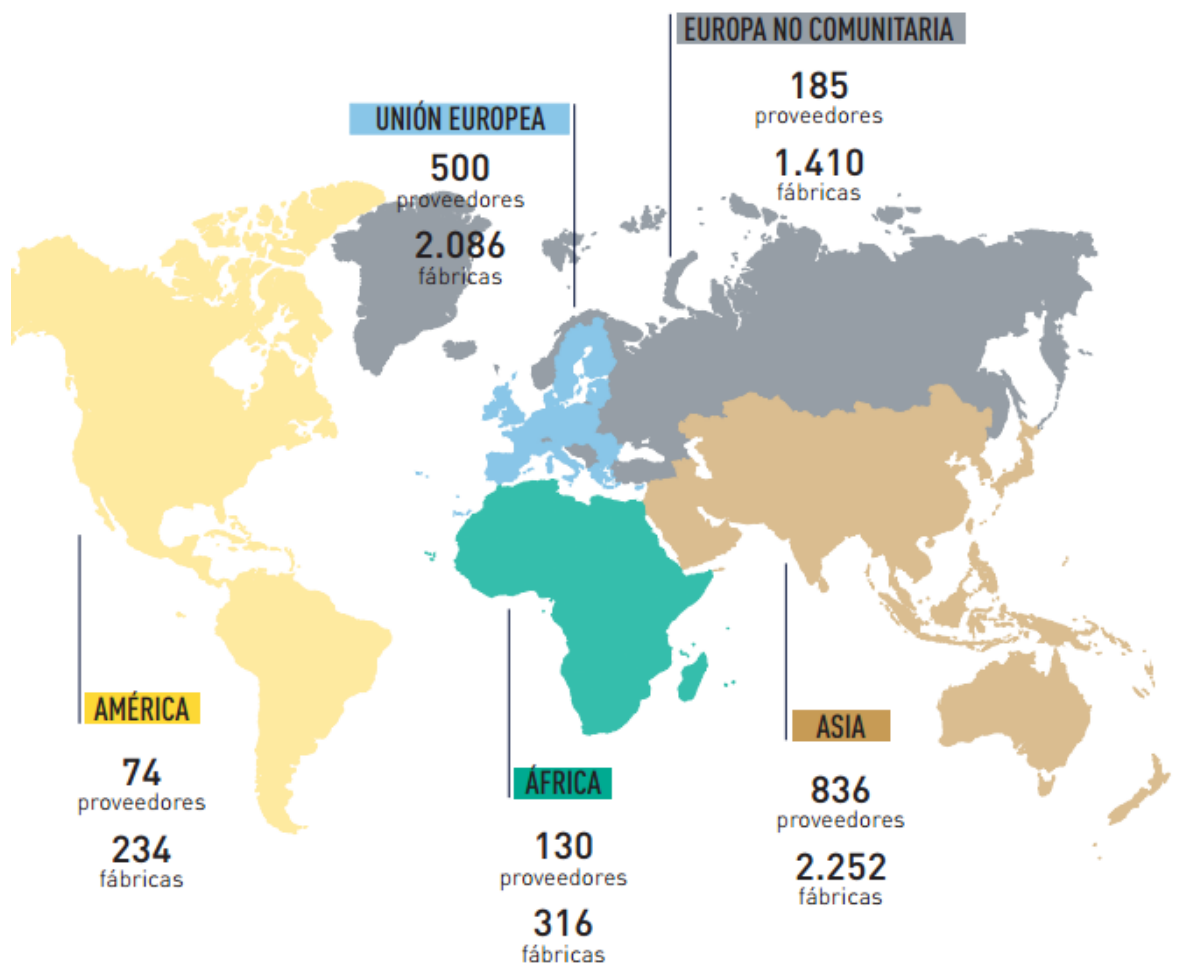 EUROPA NO COMUNITARIA
185
proveedores
1.410
fábricas
UNIÓN EUROPEA
500
proveedores
2.086
fábricas
AMÉRICA
74
proveedores
234
fábricas
ÁFRICA
130
proveedores
316
fábricas
ASIA
836
proveedores
2.252
fábricas